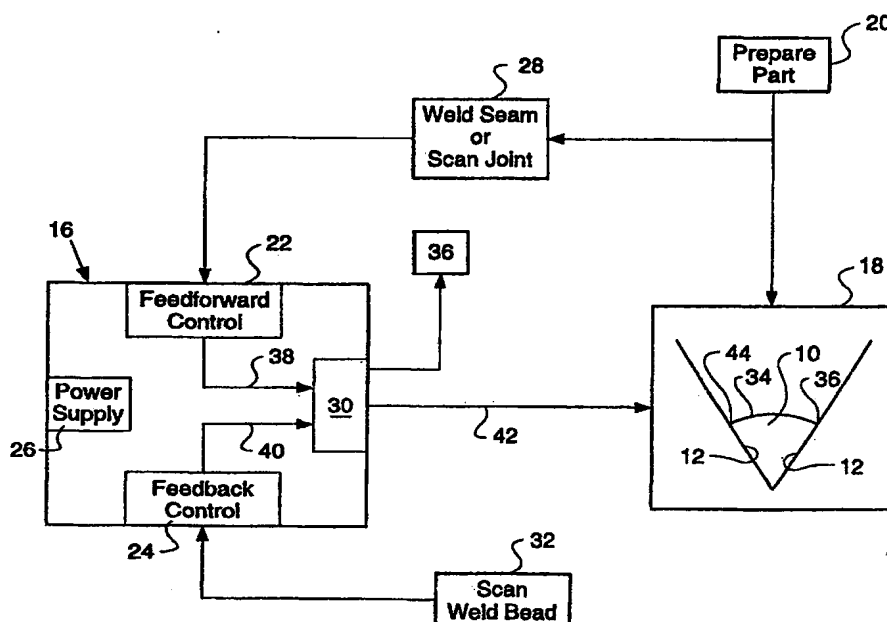 20
Prepare
Part
28
Weld Seam
or
Scan Joint
16
22
36
18
Feedforward
Control
38
44
34
10
36
Power
Supply
30
26
40
42
12
12
Feedback
Control
24
32
Scan
Weld Bead